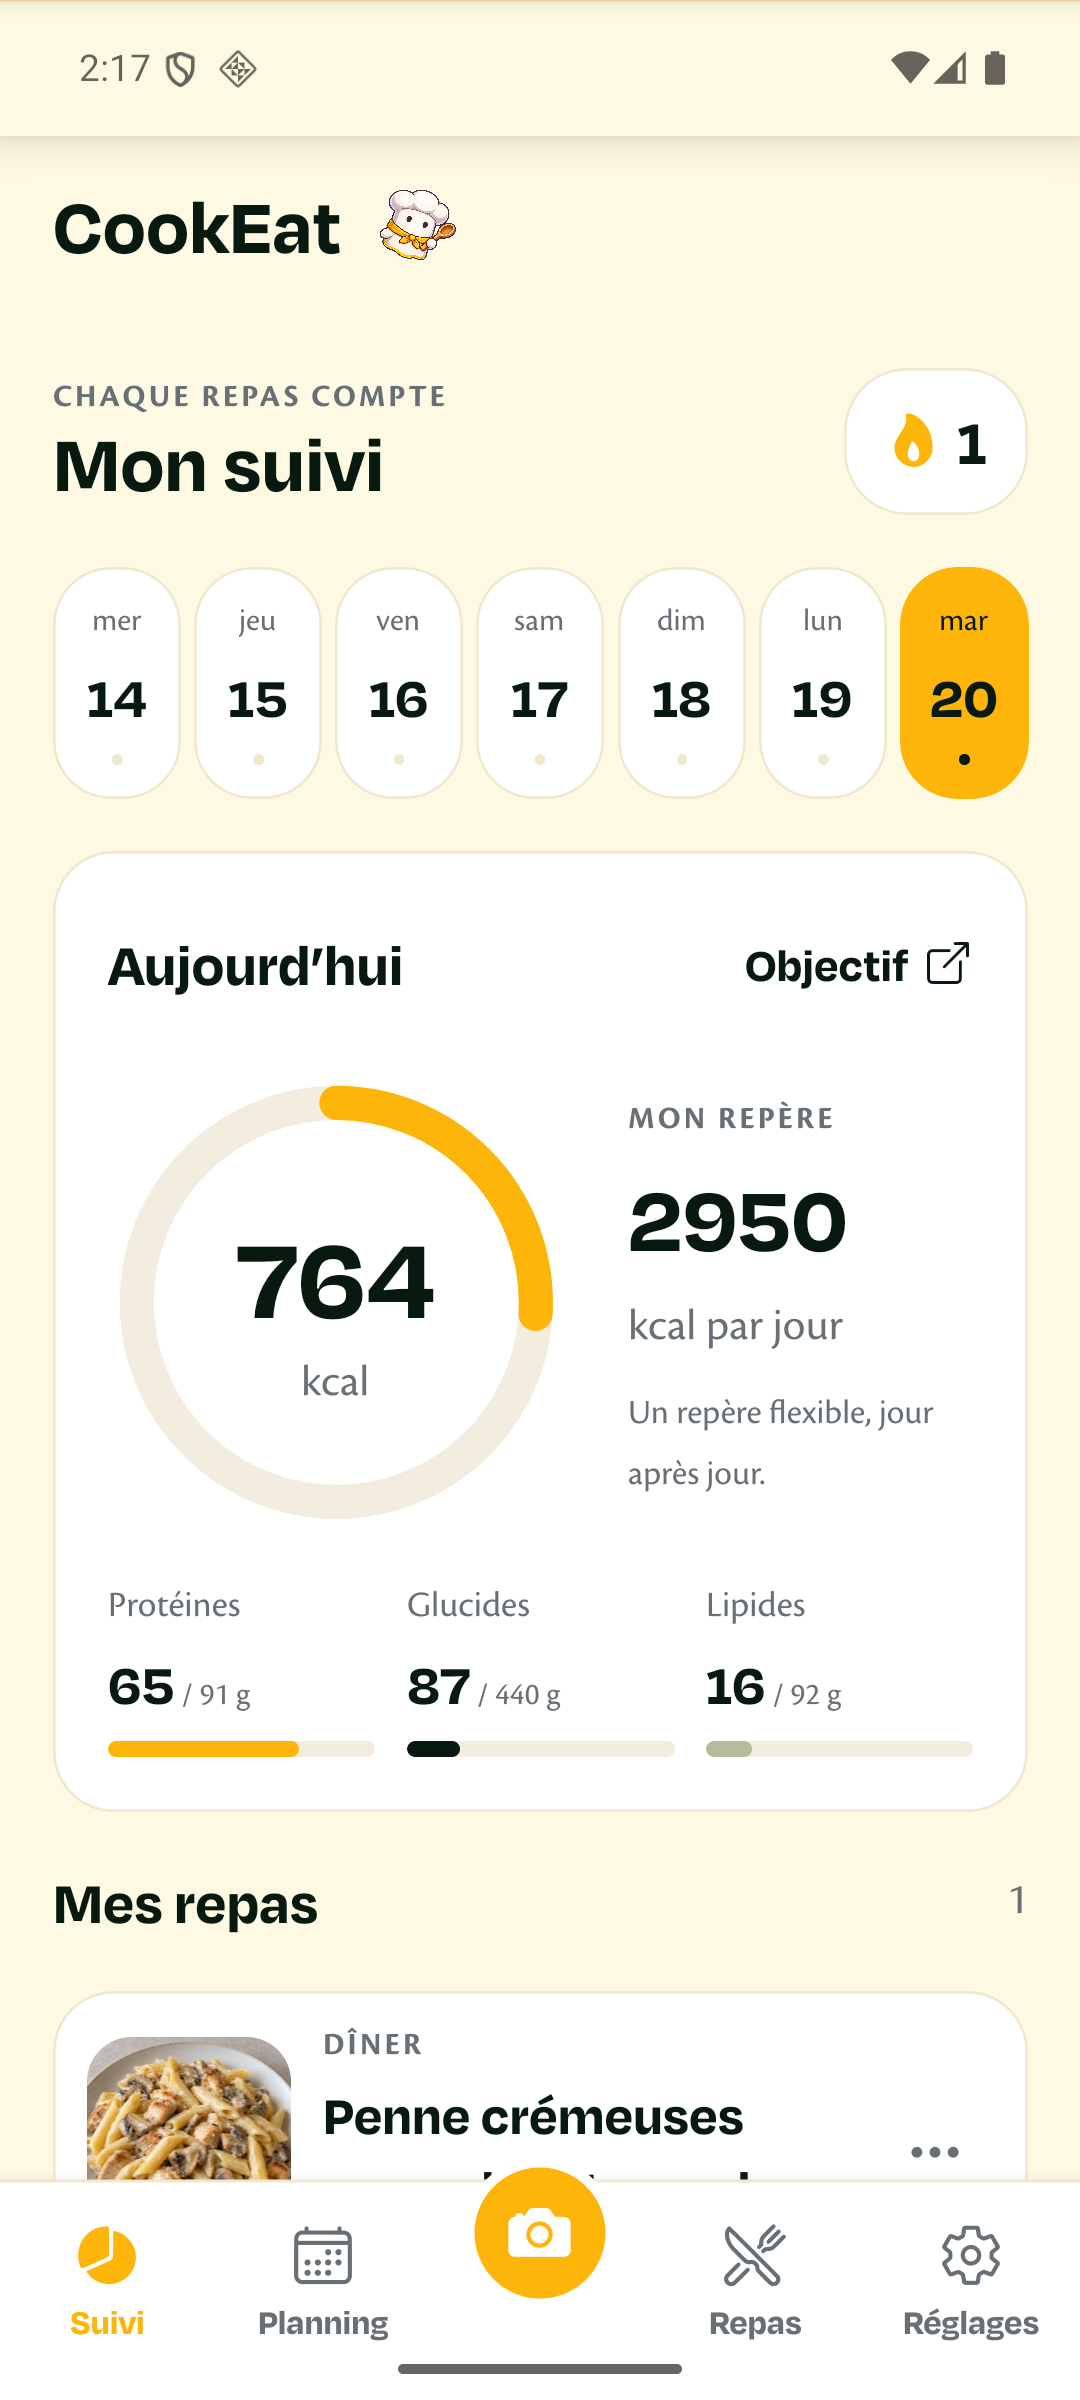 2:17
CookEat
CHAQUE REPAS COMPTE
Mon suivi
1
mer jeu ven sam dim lun mar
14 15 16 17 18 19 20
Aujourd'hui
Objectif
764
kcal
MON REPÈRE
2950
kcal par jour
Un repère flexible, jour
après jour.
Protéines Glucides Lipides
65 / 91 g 87 / 440 g 16 / 92 g
Mes repas
1
DÎNER
Penne crémeuses
Suivi Planning Repas Réglages